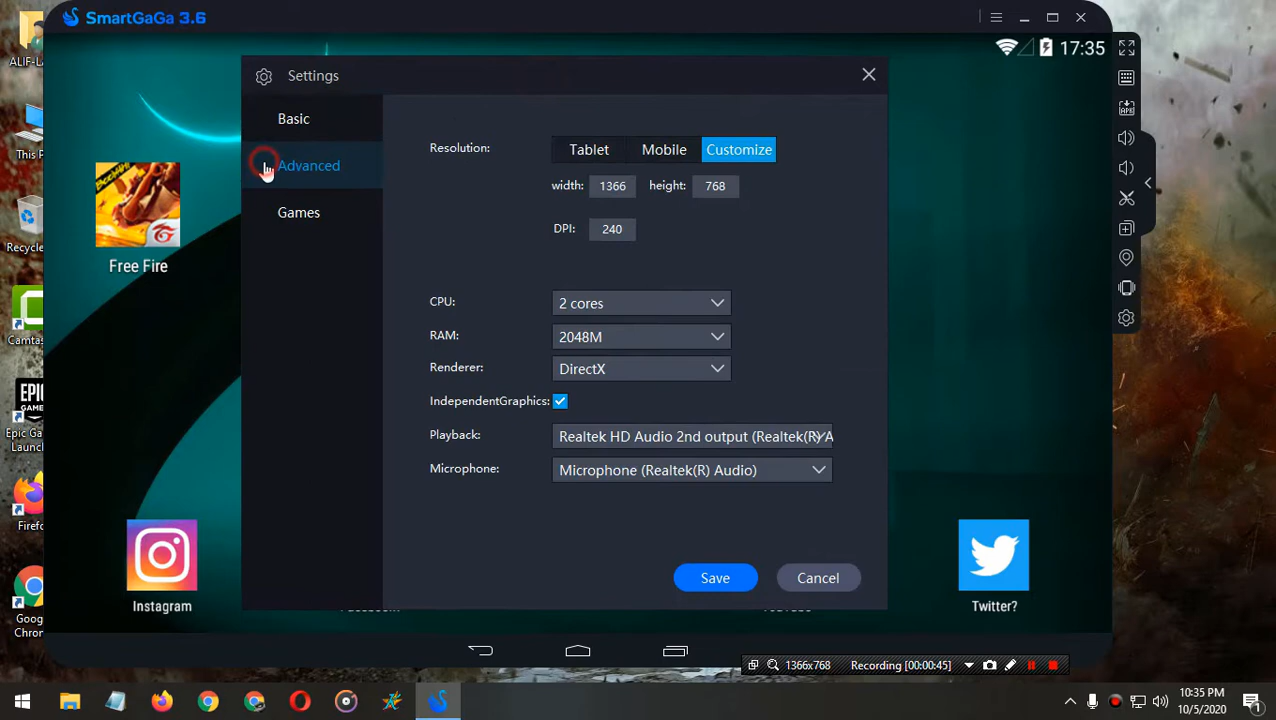 SmartGaGa 3.6
17:35
ALIF-LA
This P
Recycle
Camtas
Epic Ga
Launch
Firefo
Goog
Chron
Free Fire
Instagram
Twitter?
Settings
Basic
Advanced
Games
Resolution:
Tablet
Mobile
Customize
width: 1366 height: 768
DPI: 240
CPU: 2 cores
RAM: 2048M
Renderer: DirectX
IndependentGraphics:
Playback: Realtek HD Audio 2nd output (Realtek(R) A
Microphone: Microphone (Realtek(R) Audio)
Save
Cancel
1366x768 Recording [00:00:45]
10:35 PM
10/5/2020
1